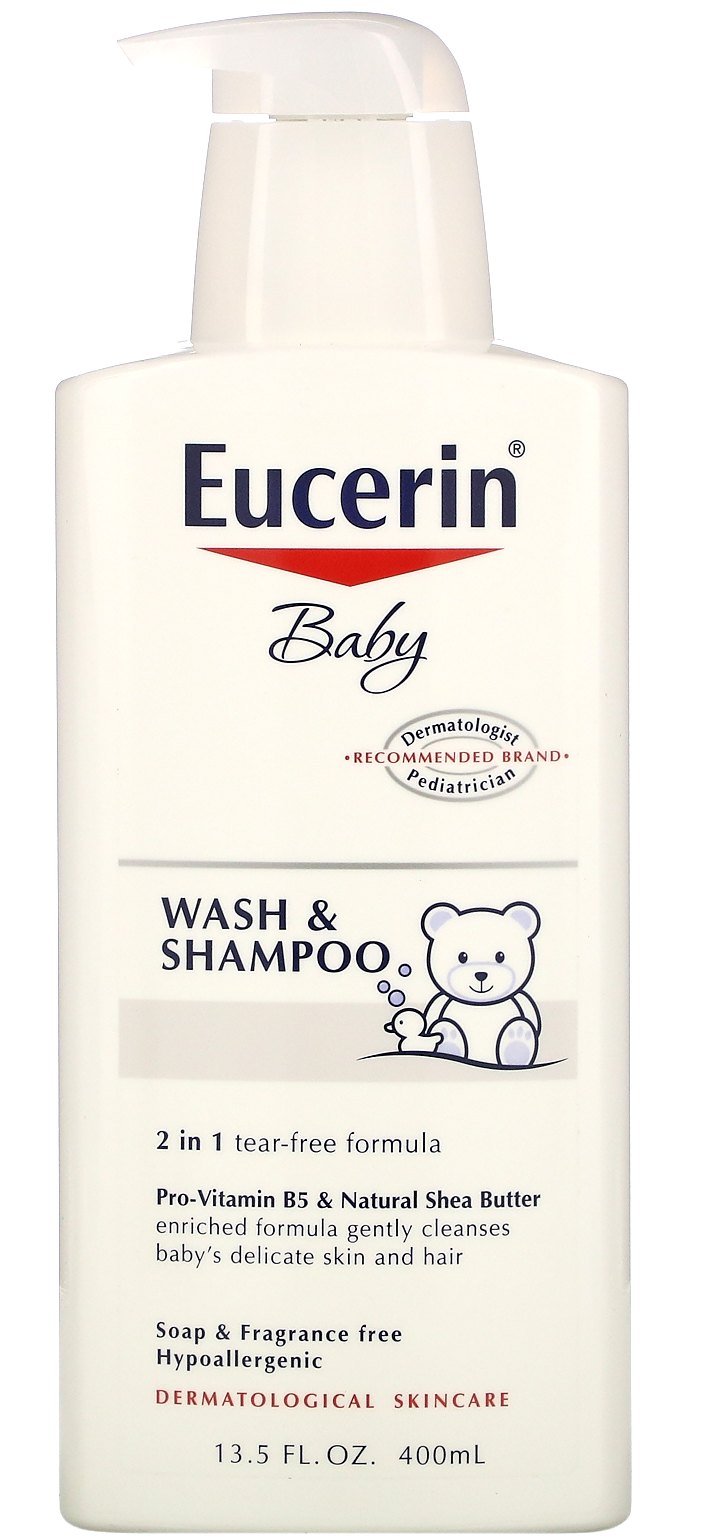 Eucerin®
Baby
Dermatologist
•RECOMMENDED BRAND•
Pediatrician
WASH &
SHAMPOO
2 in 1 tear-free formula
Pro-Vitamin B5 & Natural Shea Butter
enriched formula gently cleanses
baby's delicate skin and hair
Soap & Fragrance free
Hypoallergenic
DERMATOLOGICAL SKINCARE
13.5 FL. OZ. 400mL